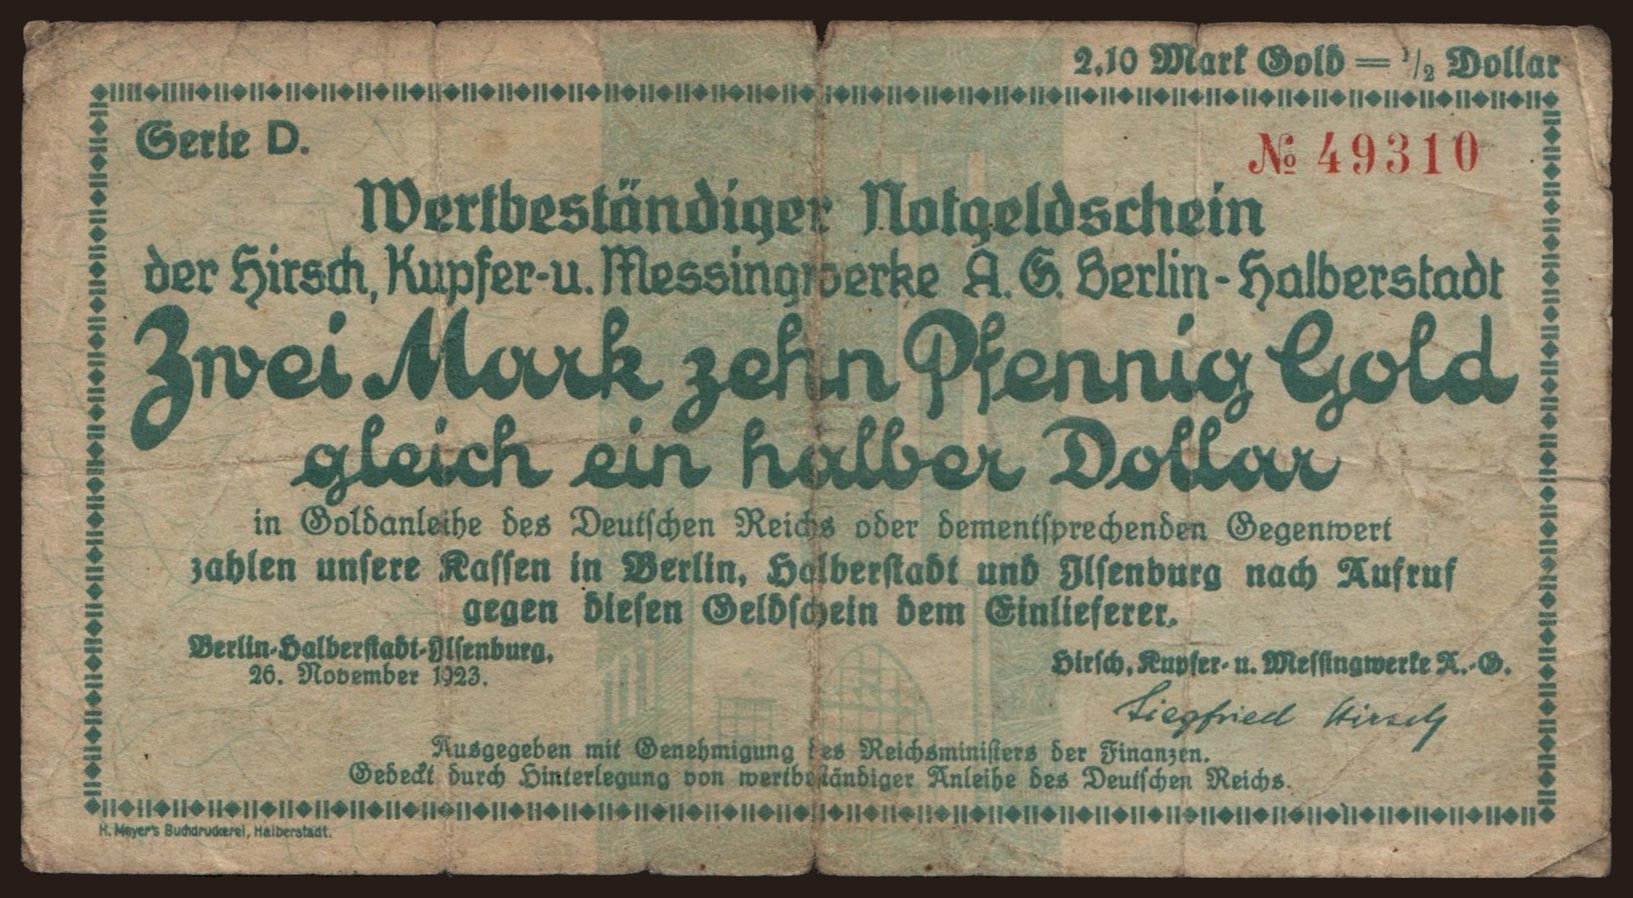 2,10 Mark Gold = 1/2 Dollar
Serie D.
№ 49310
Wertbeständiger Notgeldschein
der Hirsch, Kupfer- u. Messingwerke A. G. Berlin - Halberstadt
Zwei Mark zehn Pfennig Gold
gleich ein halber Dollar
in Goldanleihe des Deutschen Reichs oder dementsprechenden Gegenwert
zahlen unsere Kassen in Berlin, Halberstadt und Ilsenburg nach Aufruf
gegen diesen Geldschein dem Einlieferer.
Berlin-Halberstadt-Ilsenburg,
26. November 1923.
Hirsch, Kupfer- u. Messingwerke A.-G.
Siegfried Hirsch
Ausgegeben mit Genehmigung des Reichsministers der Finanzen.
Gedeckt durch Hinterlegung von wertbeständiger Anleihe des Deutschen Reichs.
H. Meyer's Buchdruckerei, Halberstadt.